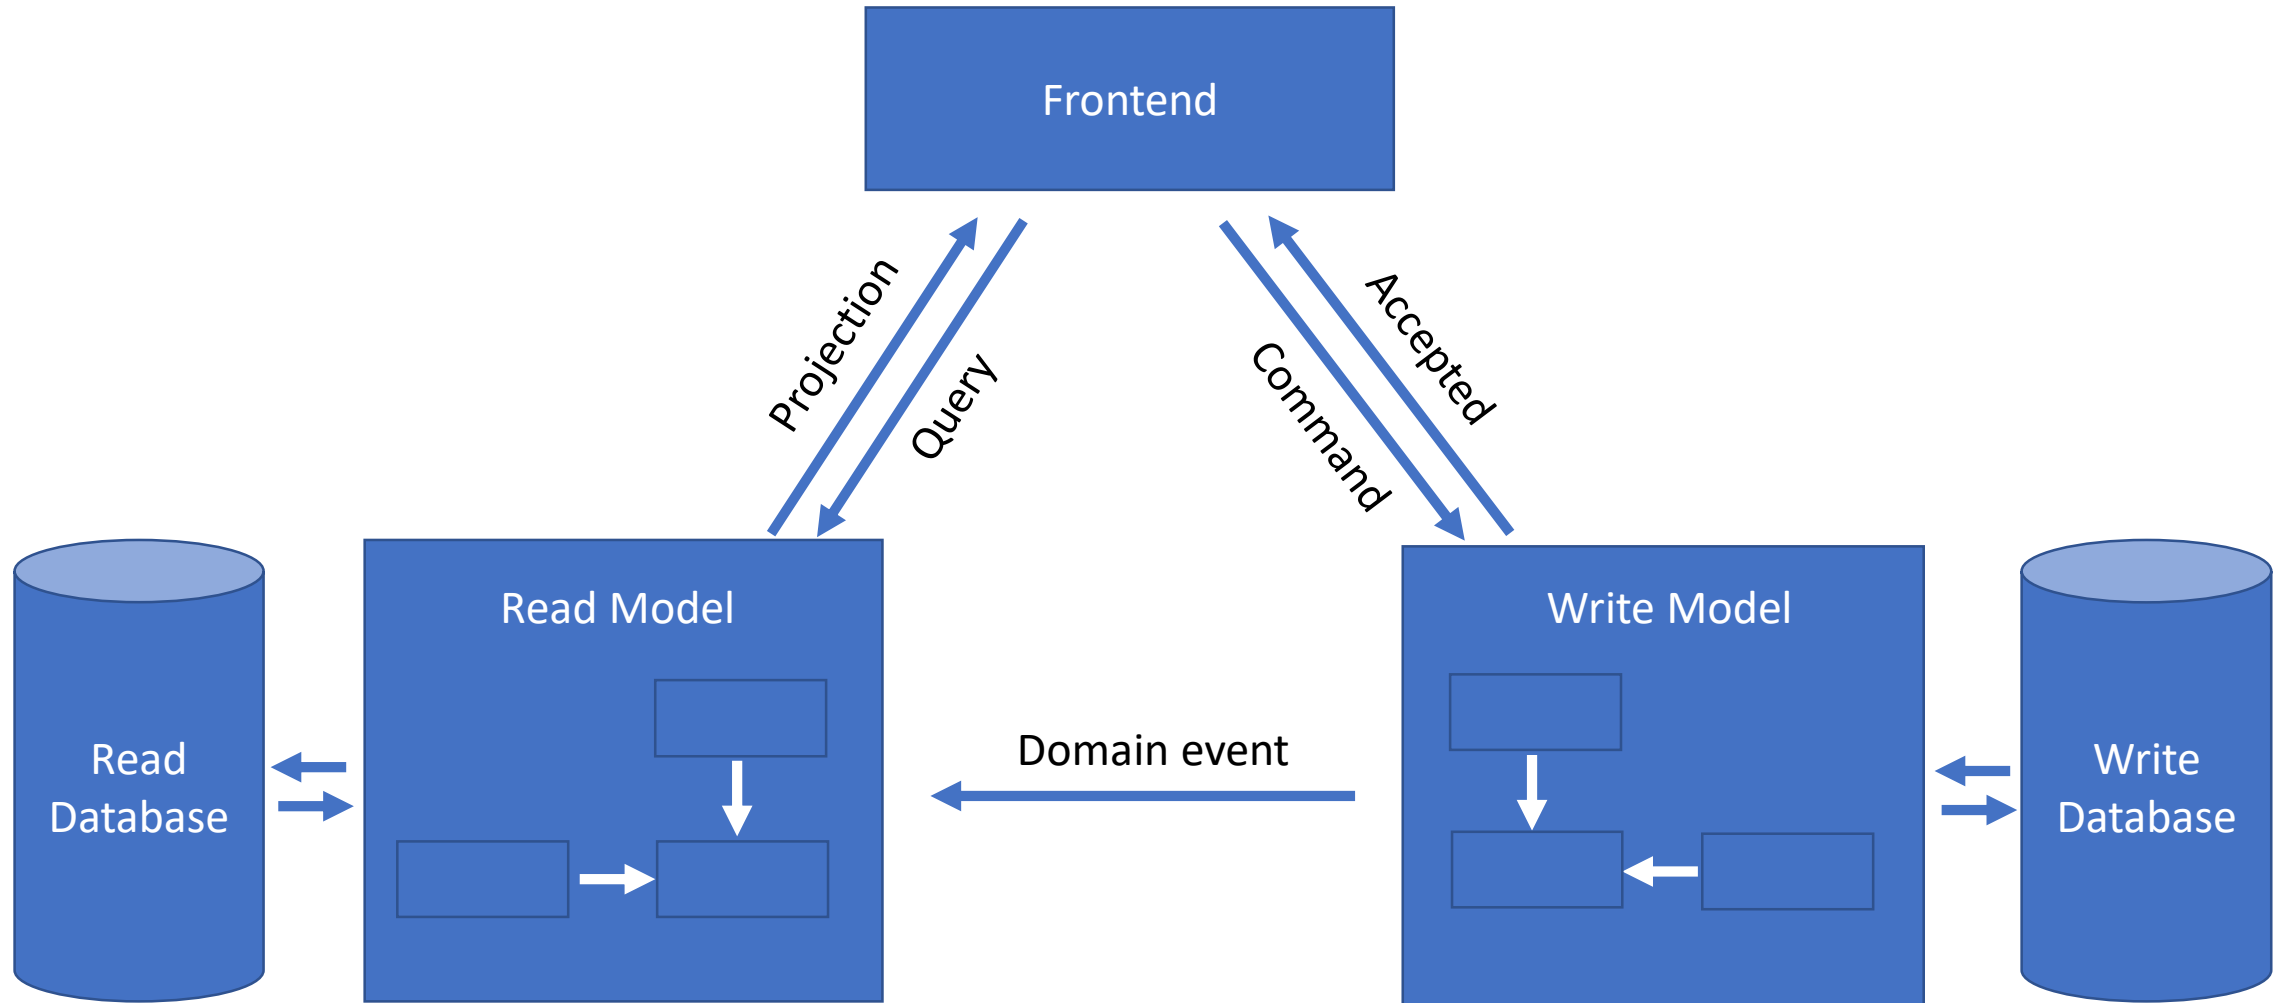 Frontend
Projection
Query
Command
Accepted
Read Model
Write Model
Domain event
Read
Database
Write
Database